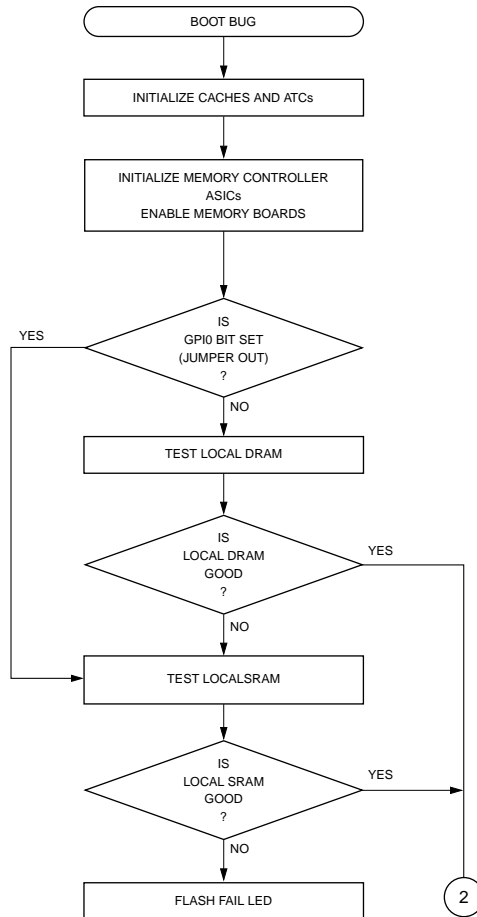 BOOT BUG
INITIALIZE CACHES AND ATCs
INITIALIZE MEMORY CONTROLLER
ASICs
ENABLE MEMORY BOARDS
IS
GPI0 BIT SET
(JUMPER OUT)
?
YES
NO
TEST LOCAL DRAM
IS
LOCAL DRAM
GOOD
?
YES
NO
TEST LOCALSRAM
IS
LOCAL SRAM
GOOD
?
YES
NO
FLASH FAIL LED
2